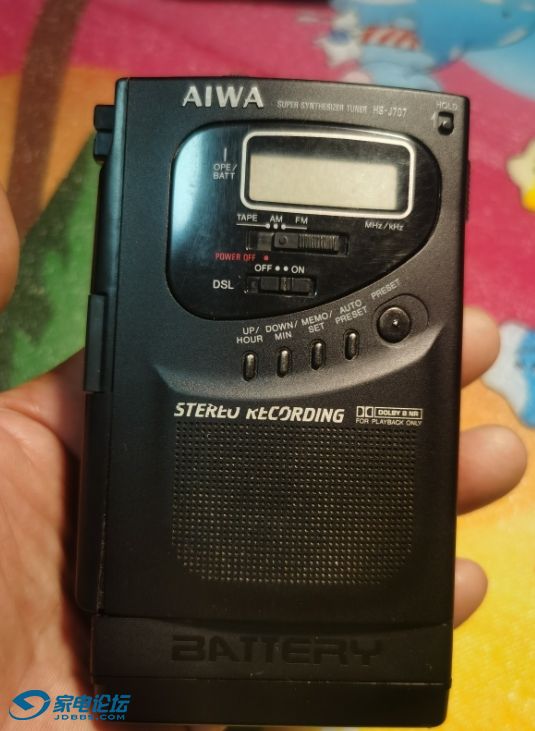 AIWA SUPER SYNTHESIZER TUNER HS-J707 HOLD
OPE/
BATT
MHz/kHz
TAPE AM FM
POWER OFF
OFF ON
DSL
UP/
HOUR
DOWN/
MIN
MEMO/
SET
AUTO
PRESET
PRESET
STEREO RECORDING
DOLBY B NR
FOR PLAYBACK ONLY
BATTERY
家电论坛
JDBBS.COM